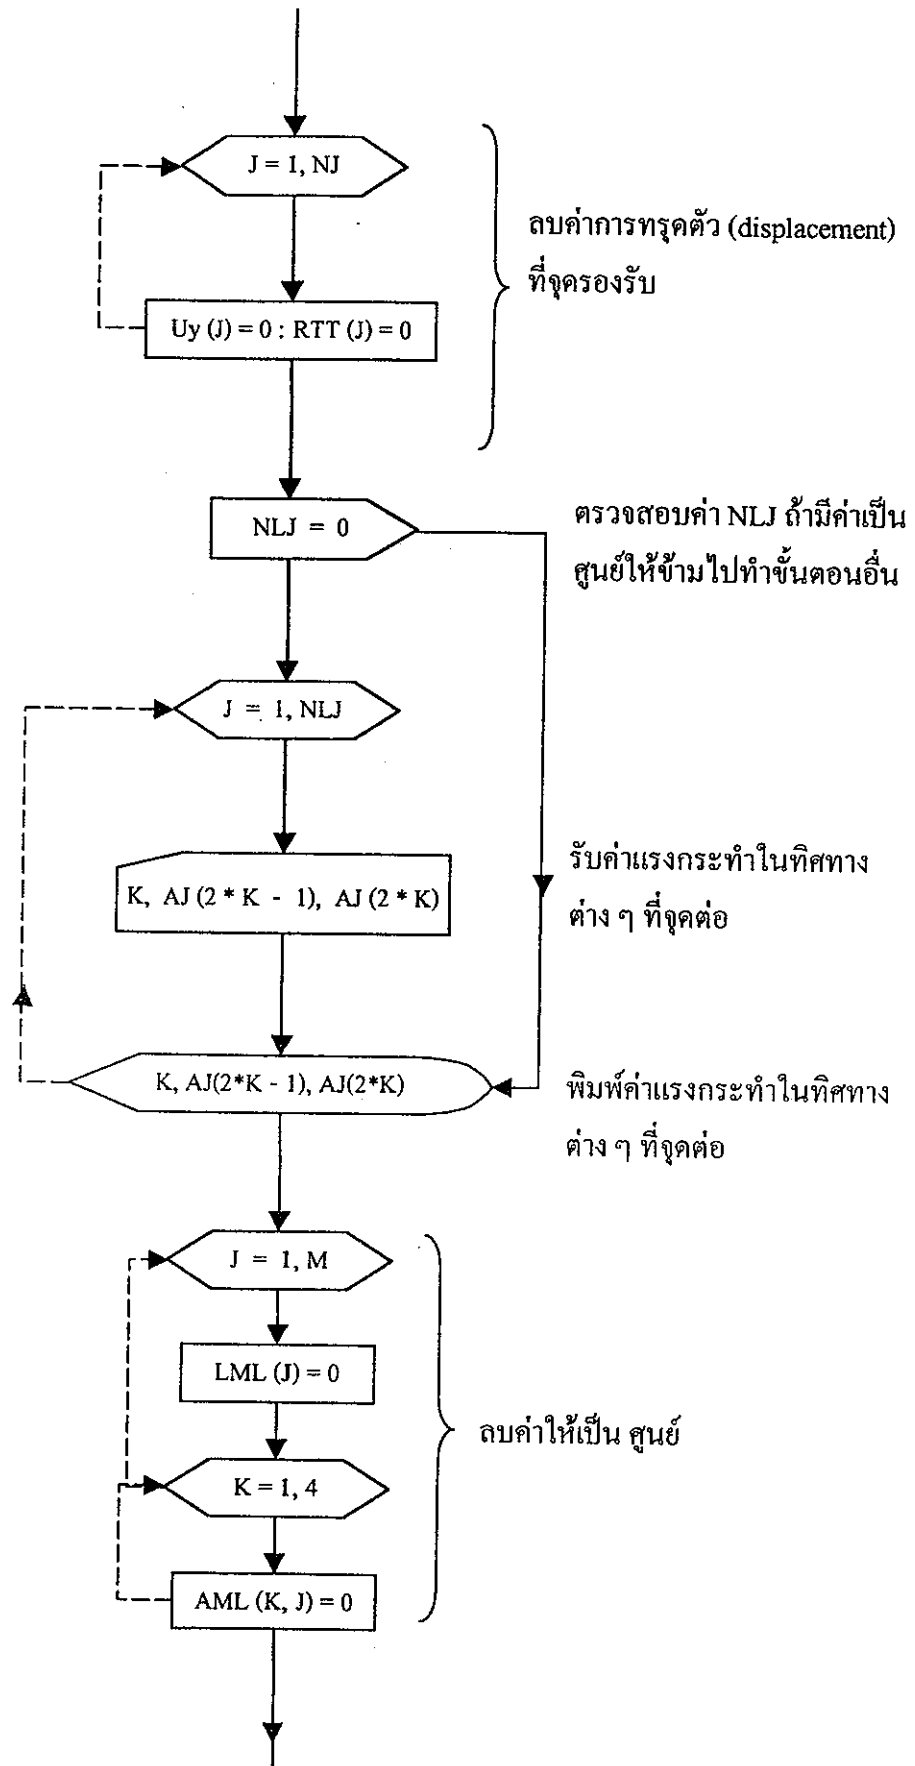 J = 1, NJ
ลบค่าการทรุดตัว (displacement)
ที่จุดรองรับ
Uy (J) = 0 : RTT (J) = 0
NLJ = 0
ตรวจสอบค่า NLJ ถ้ามีค่าเป็น
ศูนย์ให้ข้ามไปทำขั้นตอนอื่น
J = 1, NLJ
K, AJ (2 * K - 1), AJ (2 * K)
รับค่าแรงกระทำในทิศทาง
ต่าง ๆ ที่จุดต่อ
K, AJ(2*K - 1), AJ(2*K)
พิมพ์ค่าแรงกระทำในทิศทาง
ต่าง ๆ ที่จุดต่อ
J = 1, M
LML (J) = 0
ลบค่าให้เป็น ศูนย์
K = 1, 4
AML (K, J) = 0